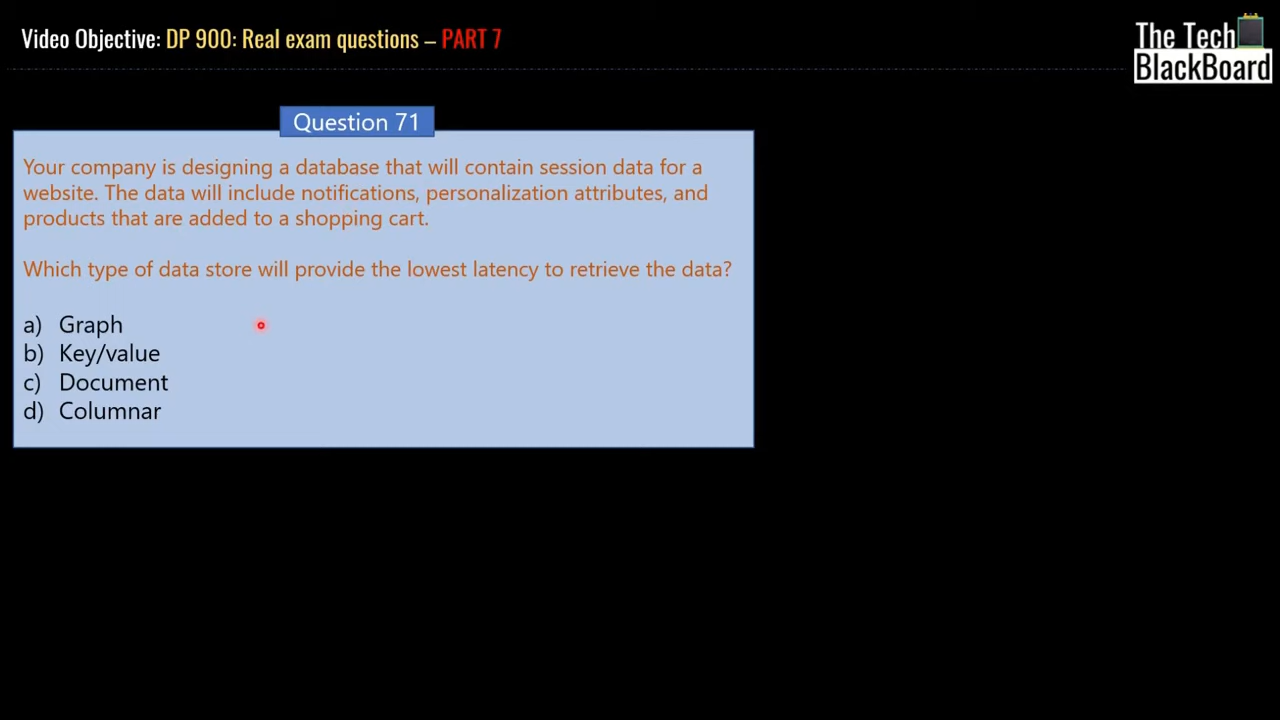 Video Objective: DP 900: Real exam questions – PART 7
The Tech
BlackBoard
Question 71
Your company is designing a database that will contain session data for a
website. The data will include notifications, personalization attributes, and
products that are added to a shopping cart.
Which type of data store will provide the lowest latency to retrieve the data?
a) Graph
b) Key/value
c) Document
d) Columnar